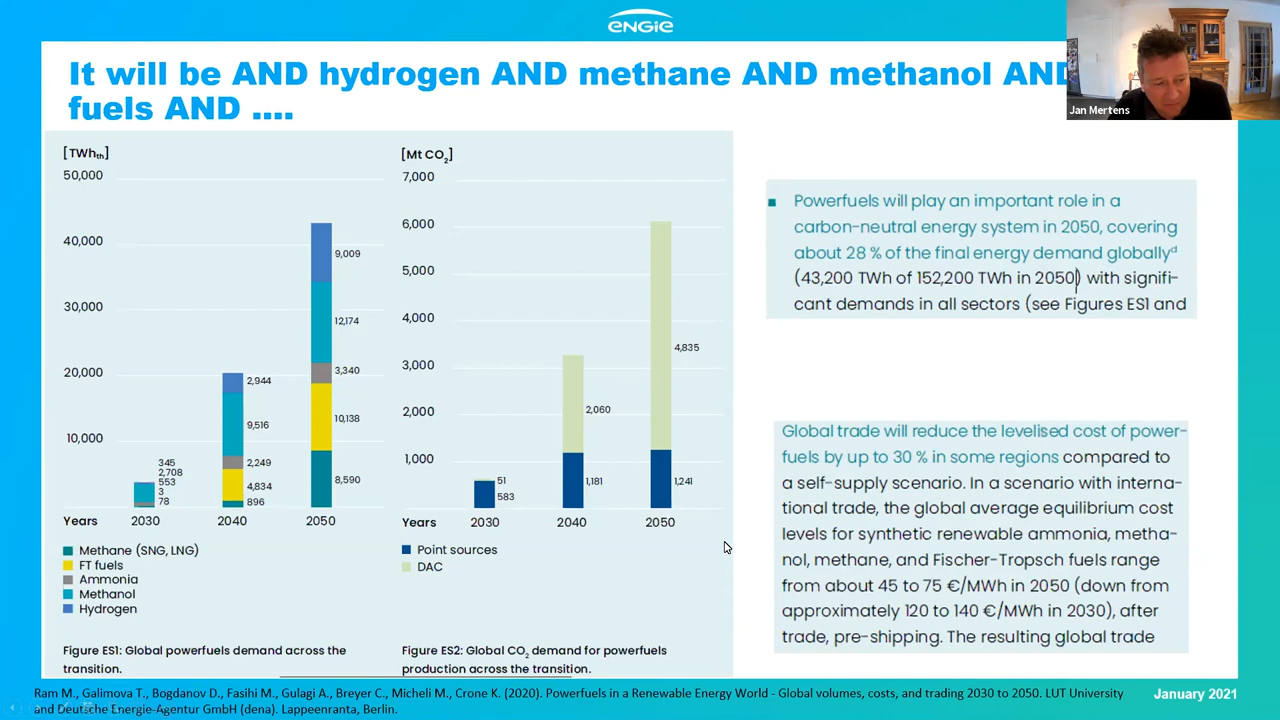 ENGIE
It will be AND hydrogen AND methane AND methanol AND
fuels AND ....
Jan Mertens
[TWhth]
50,000
40,000
30,000
20,000
10,000
345
2,708
553
3
78
2,944
9,516
2,249
4,834
896
9,009
12,174
3,340
10,138
8,590
Years 2030 2040 2050
Methane (SNG, LNG)
FT fuels
Ammonia
Methanol
Hydrogen
Figure ES1: Global powerfuels demand across the
transition.
[Mt CO2]
7,000
6,000
5,000
4,000
3,000
2,000
1,000
51
583
2,060
1,181
4,835
1,241
Years 2030 2040 2050
Point sources
DAC
Figure ES2: Global CO2 demand for powerfuels
production across the transition.
Powerfuels will play an important role in a
carbon-neutral energy system in 2050, covering
about 28 % of the final energy demand globallyd
(43,200 TWh of 152,200 TWh in 2050) with signifi-
cant demands in all sectors (see Figures ES1 and
Global trade will reduce the levelised cost of power-
fuels by up to 30 % in some regions compared to
a self-supply scenario. In a scenario with interna-
tional trade, the global average equilibrium cost
levels for synthetic renewable ammonia, metha-
nol, methane, and Fischer-Tropsch fuels range
from about 45 to 75 €/MWh in 2050 (down from
approximately 120 to 140 €/MWh in 2030), after
trade, pre-shipping. The resulting global trade
Ram M., Galimova T., Bogdanov D., Fasihi M., Gulagi A., Breyer C., Micheli M., Crone K. (2020). Powerfuels in a Renewable Energy World - Global volumes, costs, and trading 2030 to 2050. LUT University
and Deutsche Energie-Agentur GmbH (dena). Lappeenranta, Berlin.
January 2021